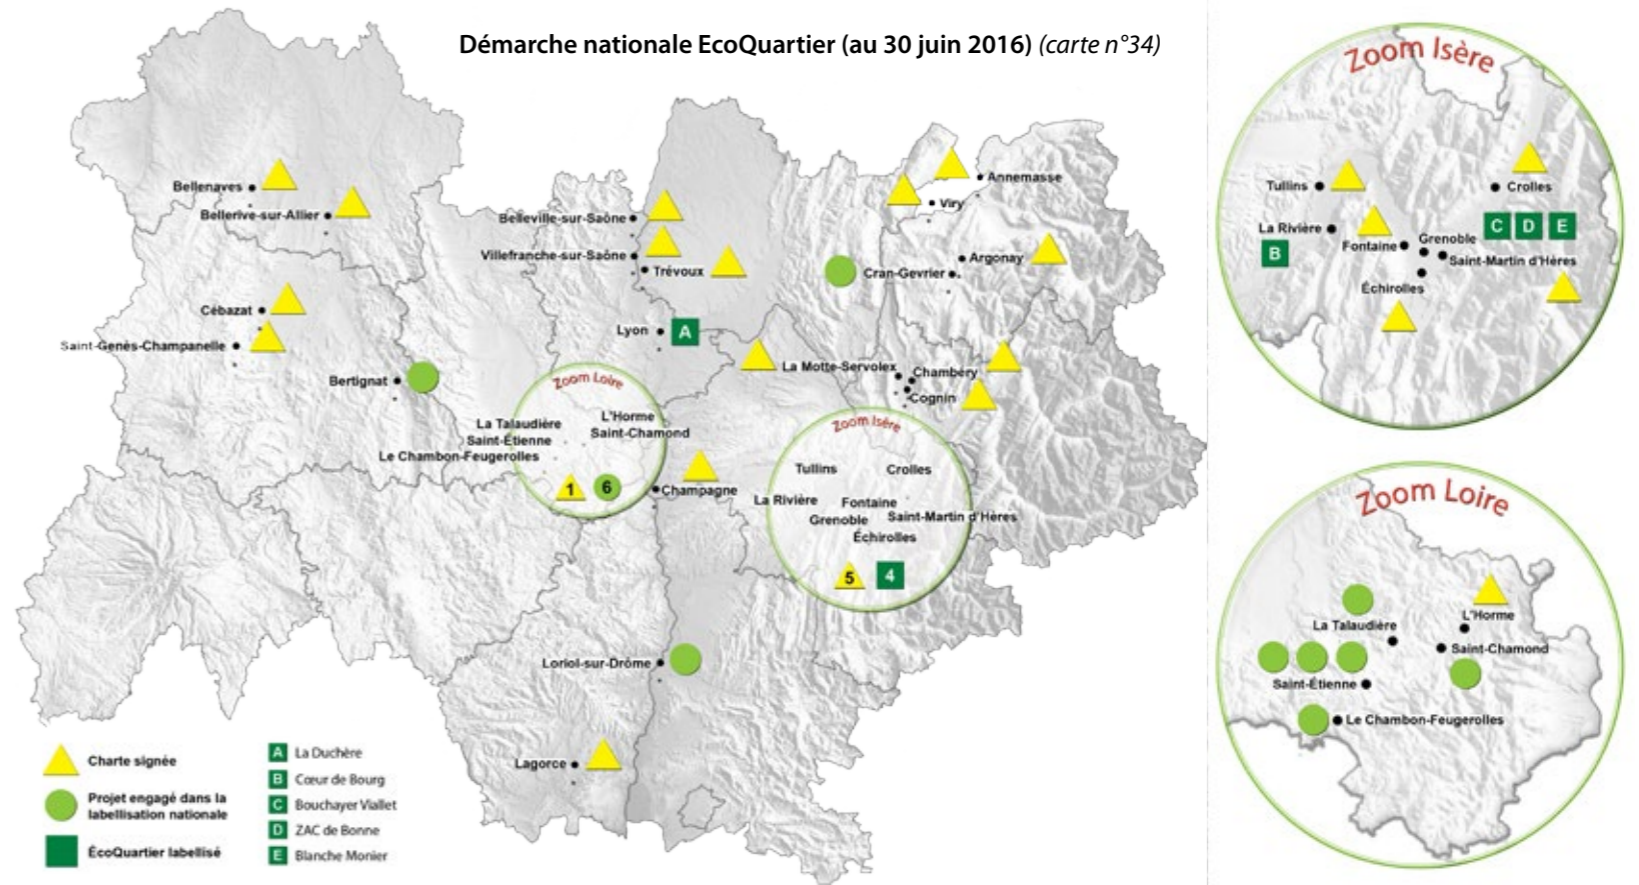 Démarche nationale EcoQuartier (au 30 juin 2016) (carte n°34)
Bellenaves
Bellerive-sur-Allier
Cébazat
Saint-Genès-Champanelle
Bertignat
Belleville-sur-Saône
Villefranche-sur-Saône
Trévoux
Lyon
A
Annemasse
Viry
Argonay
Cran-Gevrier
La Motte-Servolex
Chambéry
Cognin
Zoom Loire
La Talaudière
L'Horme
Saint-Étienne
Saint-Chamond
Le Chambon-Feugerolles
1
6
Champagne
Zoom Isère
Tullins
Crolles
La Rivière
Fontaine
Grenoble
Saint-Martin d'Hères
Échirolles
5
4
Loriol-sur-Drôme
Lagorce
Charte signée
Projet engagé dans la
labellisation nationale
ÉcoQuartier labellisé
A La Duchère
B Cœur de Bourg
C Bouchayer Viallet
D ZAC de Bonne
E Blanche Monier
Zoom Isère
Tullins
Crolles
La Rivière
B
C D E
Fontaine
Grenoble
Saint-Martin d'Hères
Échirolles
Zoom Loire
L'Horme
La Talaudière
Saint-Chamond
Saint-Étienne
Le Chambon-Feugerolles